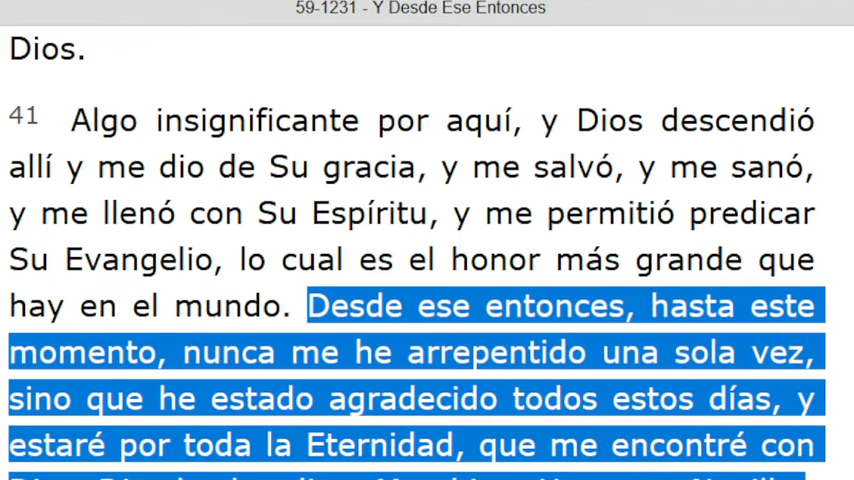 59-1231 - Y Desde Ese Entonces
Dios.
41 Algo insignificante por aquí, y Dios descendió
allí y me dio de Su gracia, y me salvó, y me sanó,
y me llenó con Su Espíritu, y me permitió predicar
Su Evangelio, lo cual es el honor más grande que
hay en el mundo. Desde ese entonces, hasta este
momento, nunca me he arrepentido una sola vez,
sino que he estado agradecido todos estos días, y
estaré por toda la Eternidad, que me encontré con